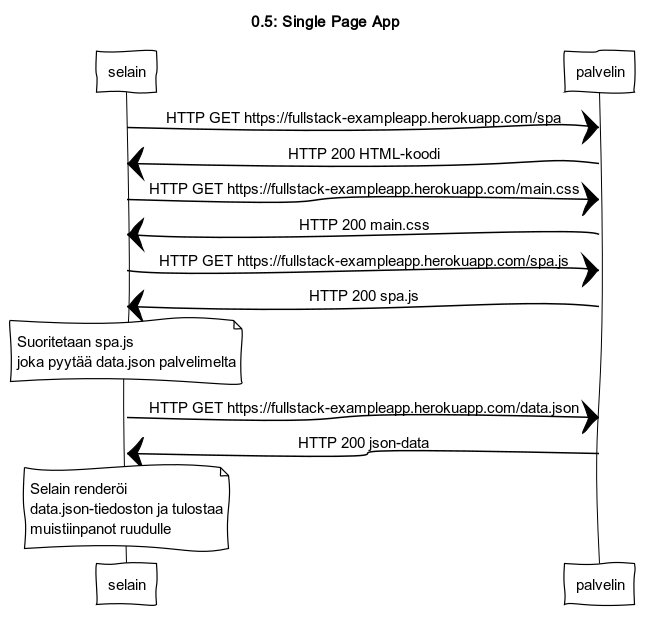 0.5: Single Page App
selain
palvelin
HTTP GET https://fullstack-exampleapp.herokuapp.com/spa
HTTP 200 HTML-koodi
HTTP GET https://fullstack-exampleapp.herokuapp.com/main.css
HTTP 200 main.css
HTTP GET https://fullstack-exampleapp.herokuapp.com/spa.js
HTTP 200 spa.js
Suoritetaan spa.js
joka pyytää data.json palvelimelta
HTTP GET https://fullstack-exampleapp.herokuapp.com/data.json
HTTP 200 json-data
Selain renderöi
data.json-tiedoston ja tulostaa
muistiinpanot ruudulle
selain
palvelin